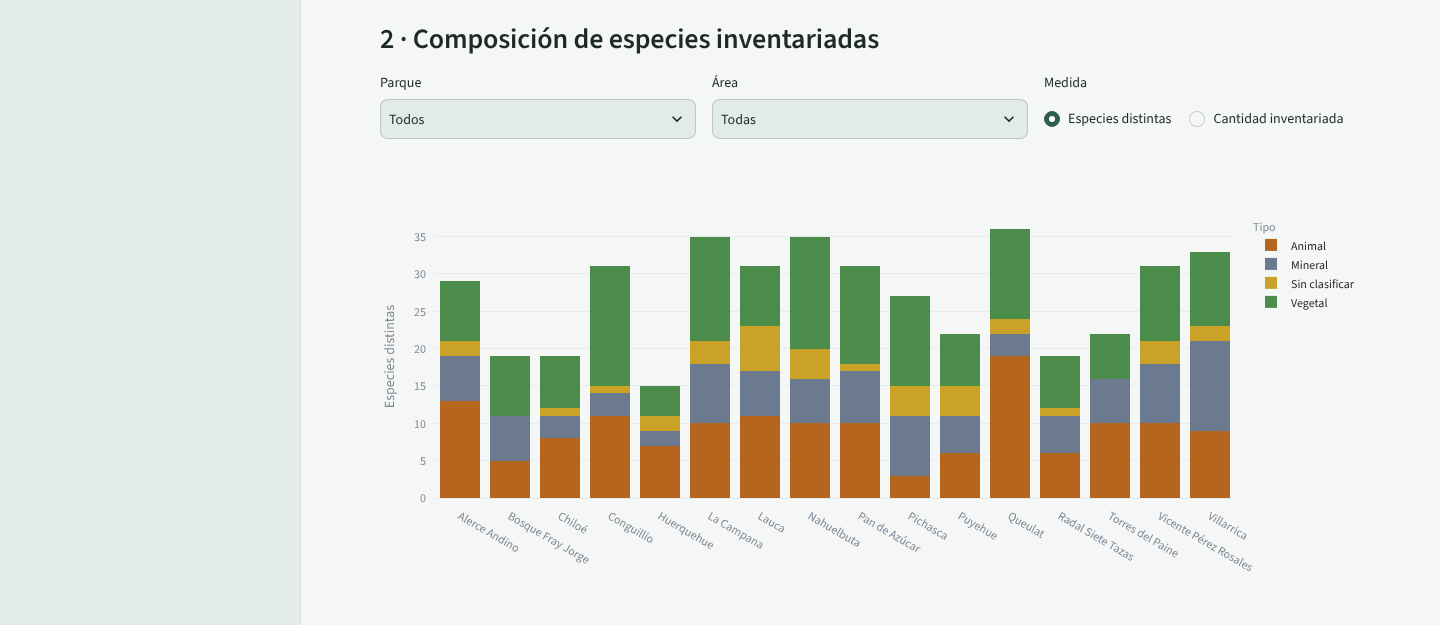 2 · Composición de especies inventariadas
Parque
Área
Medida
Todos
Todas
Especies distintas
Cantidad inventariada
Tipo
Animal
Mineral
Sin clasificar
Vegetal
Especies distintas
35
30
25
20
15
10
5
0
Alerce Andino
Bosque Fray Jorge
Chiloé
Conguillio
Huerquehue
La Campana
Lauca
Nahuelbuta
Pan de Azúcar
Pichasca
Puyehue
Queulat
Radal Siete Tazas
Torres del Paine
Vicente Pérez Rosales
Villarrica